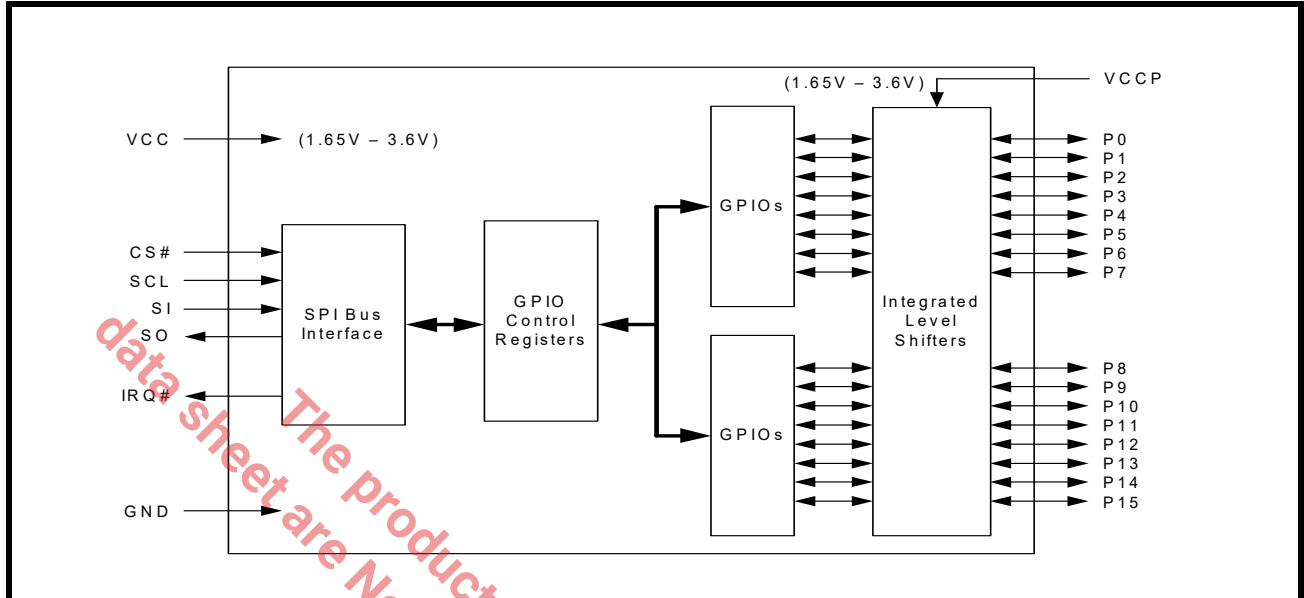 (1.65V – 3.6V)
VCCP
VCC
(1.65V – 3.6V)
CS#
SCL
SI
SO
IRQ#
GND
SPI Bus
Interface
GPIO
Control
Registers
GPIOs
GPIOs
Integrated
Level
Shifters
P0
P1
P2
P3
P4
P5
P6
P7
P8
P9
P10
P11
P12
P13
P14
P15
The product
data sheet are